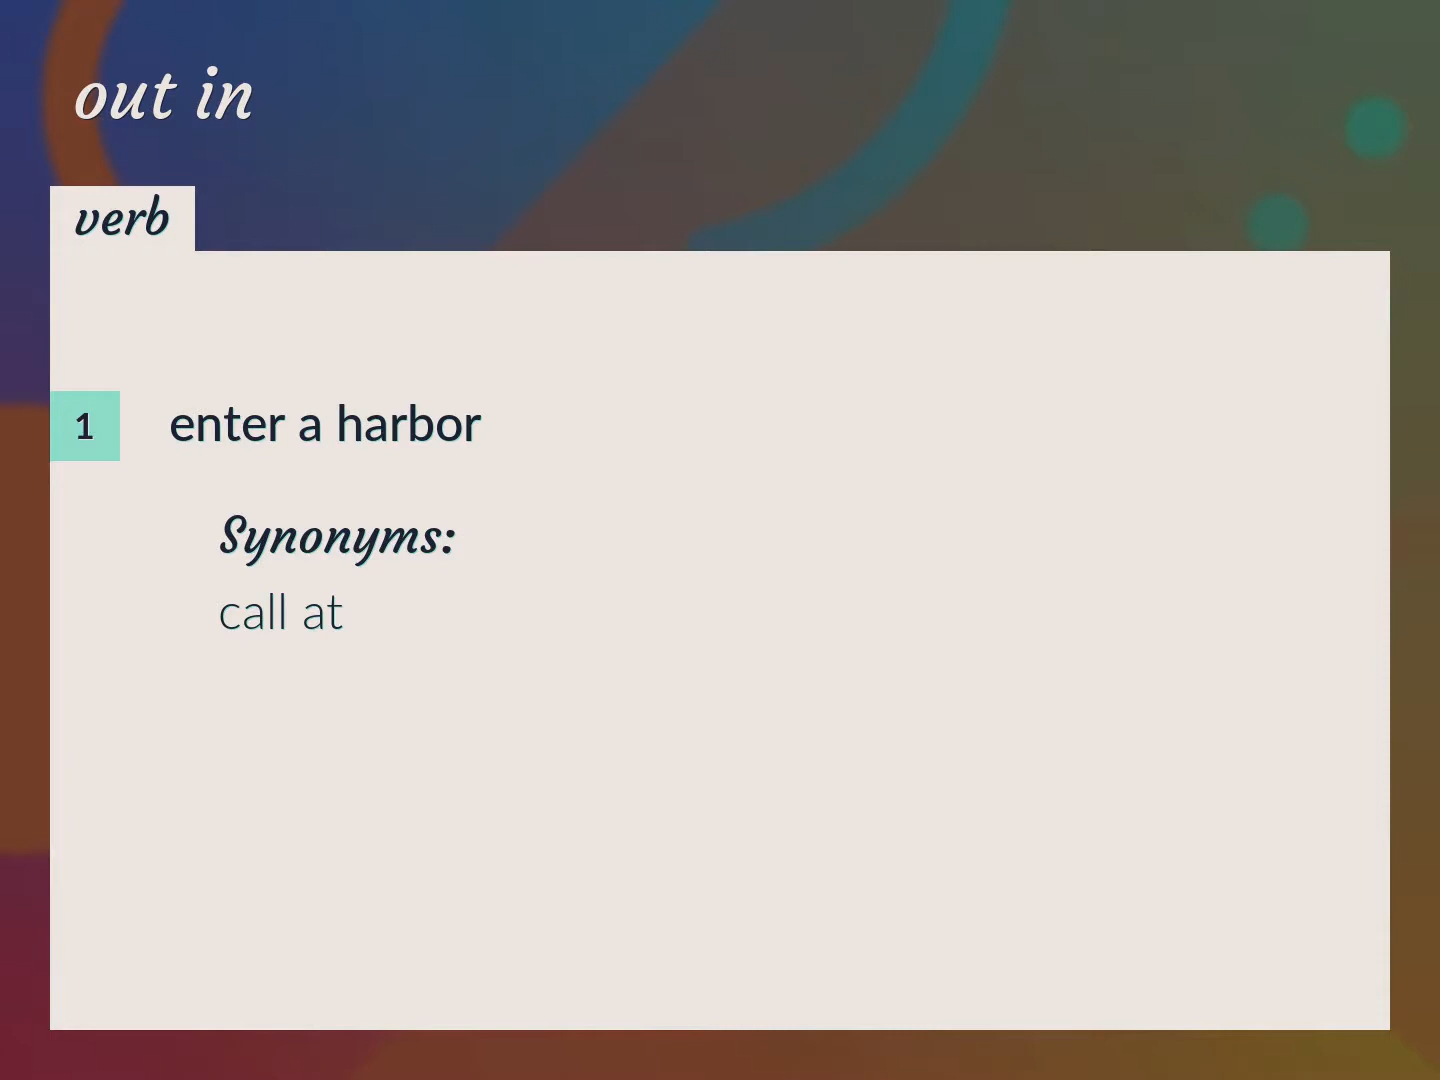 out in
verb
1 enter a harbor
Synonyms:
call at